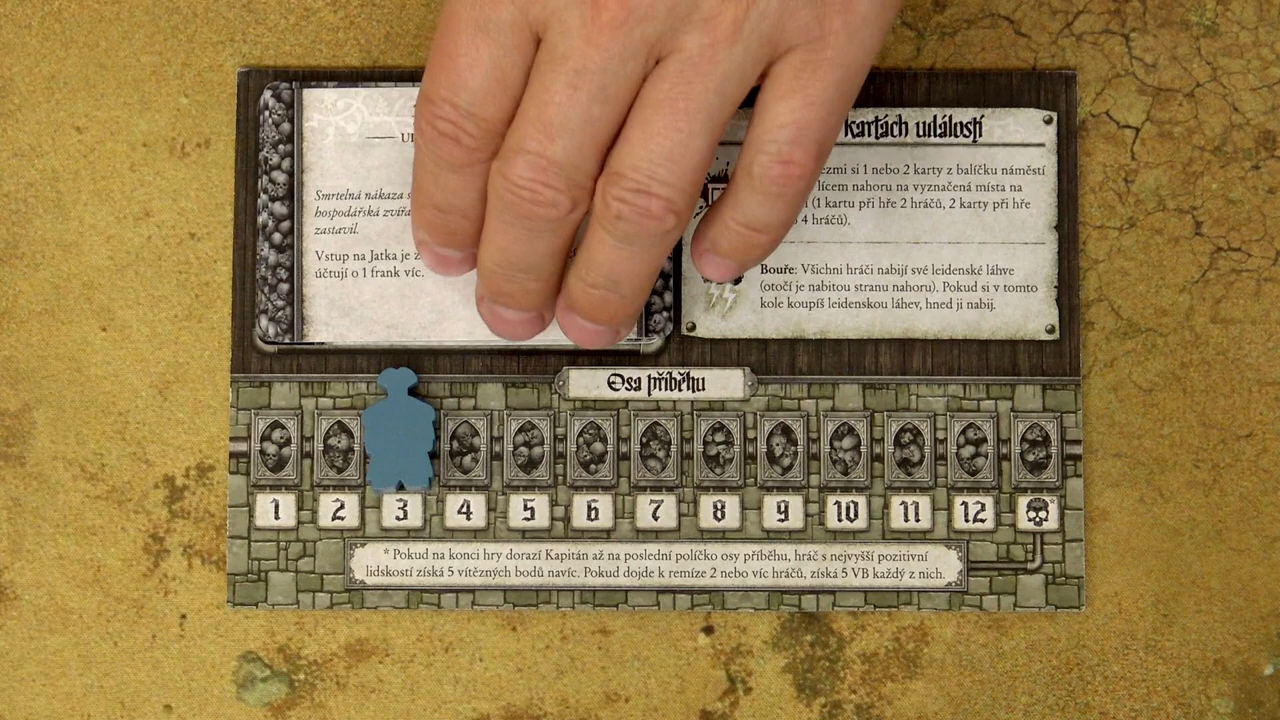 Smrtelná nákaza
hospodářská
zastavil.
Vstup na Jatka je
účtují o 1 frank víc.
kartách událostí
si 1 nebo 2 karty z balíčku náměstí
lícem nahoru na vyznačená místa na
(1 kartu při hře 2 hráčů, 2 karty při hře
4 hráčů).
Bouře: Všichni hráči nabijí své leidenské láhve
(otočí je nabitou stranu nahoru). Pokud si v tomto
kole koupíš leidenskou láhev, hned ji nabij.
Osa příběhu
1 2 3 4 5 6 7 8 9 10 11 12 *
* Pokud na konci hry dorazí Kapitán až na poslední políčko osy příběhu, hráč s nejvyšší pozitivní
lidskostí získá 5 vítězných bodů navíc. Pokud dojde k remíze 2 nebo víc hráčů, získá 5 VB každý z nich.